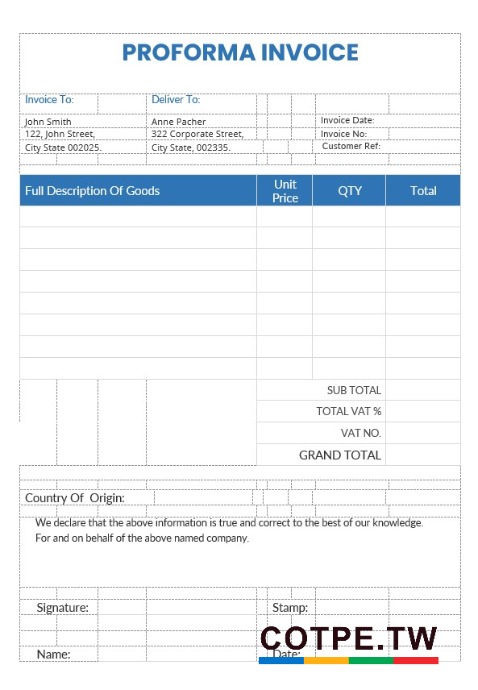 PROFORMA INVOICE
Invoice To: Deliver To:
John Smith Anne Pacher Invoice Date:
122, John Street, 322 Corporate Street, Invoice No:
City State 002025. City State, 002335. Customer Ref:
Full Description Of Goods Unit Price QTY Total
SUB TOTAL
TOTAL VAT %
VAT NO.
GRAND TOTAL
Country Of Origin:
We declare that the above information is true and correct to the best of our knowledge.
For and on behalf of the above named company.
Signature: Stamp:
COTPE.TW
Name: Date: